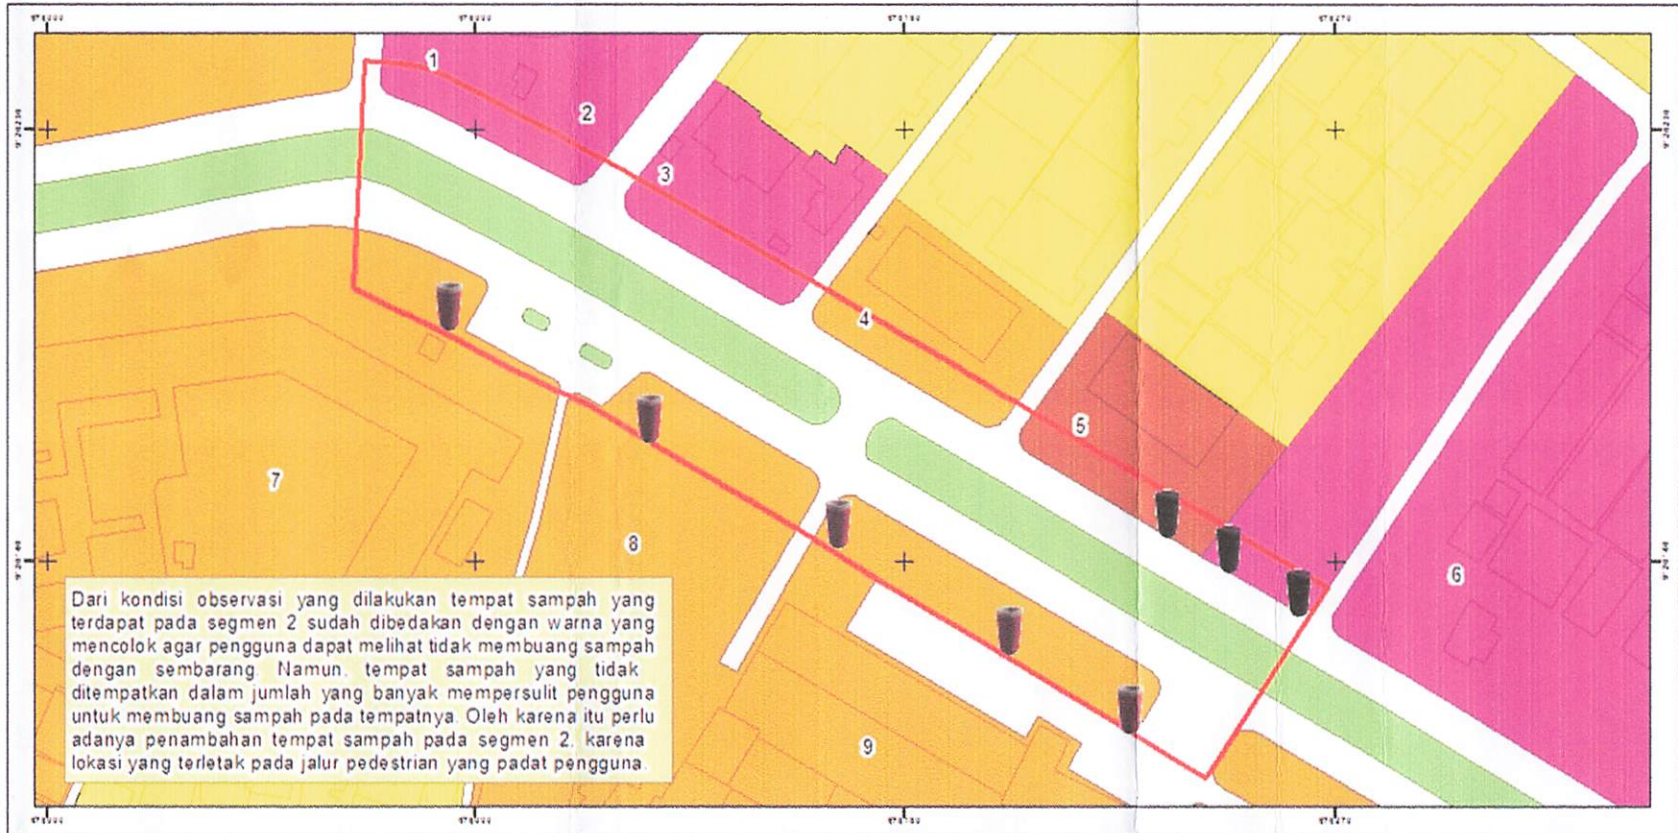 1
2
3
4
5
6
7
8
9
Dari kondisi observasi yang dilakukan tempat sampah yang
terdapat pada segmen 2 sudah dibedakan dengan warna yang
mencolok agar pengguna dapat melihat tidak membuang sampah
dengan sembarang. Namun, tempat sampah yang tidak
ditempatkan dalam jumlah yang banyak mempersulit pengguna
untuk membuang sampah pada tempatnya. Oleh karena itu perlu
adanya penambahan tempat sampah pada segmen 2, karena
lokasi yang terletak pada jalur pedestrian yang padat pengguna.